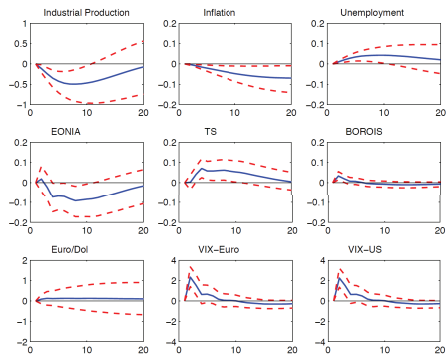 Industrial Production Inflation Unemployment
1 0.2 0.2
0.5 0.1 0.1
0 0 0
−0.5 0.1 −0.1
−1 0.2 −0.2
0 10 20 0 10 20 0 10 20
EONIA TS BOROIS
0.2 0.2 0.2
0.1 0.1 0.1
0 0 0
−0.1 0.1 −0.1
−0.2 0.2 −0.2
0 10 20 0 10 20 0 10 20
Euro/Dol VIX−Euro VIX−US
2 4 4
1 2 2
0 0 0
−1 −2 −2
−2 −4 −4
0 10 20 0 10 20 0 10 20